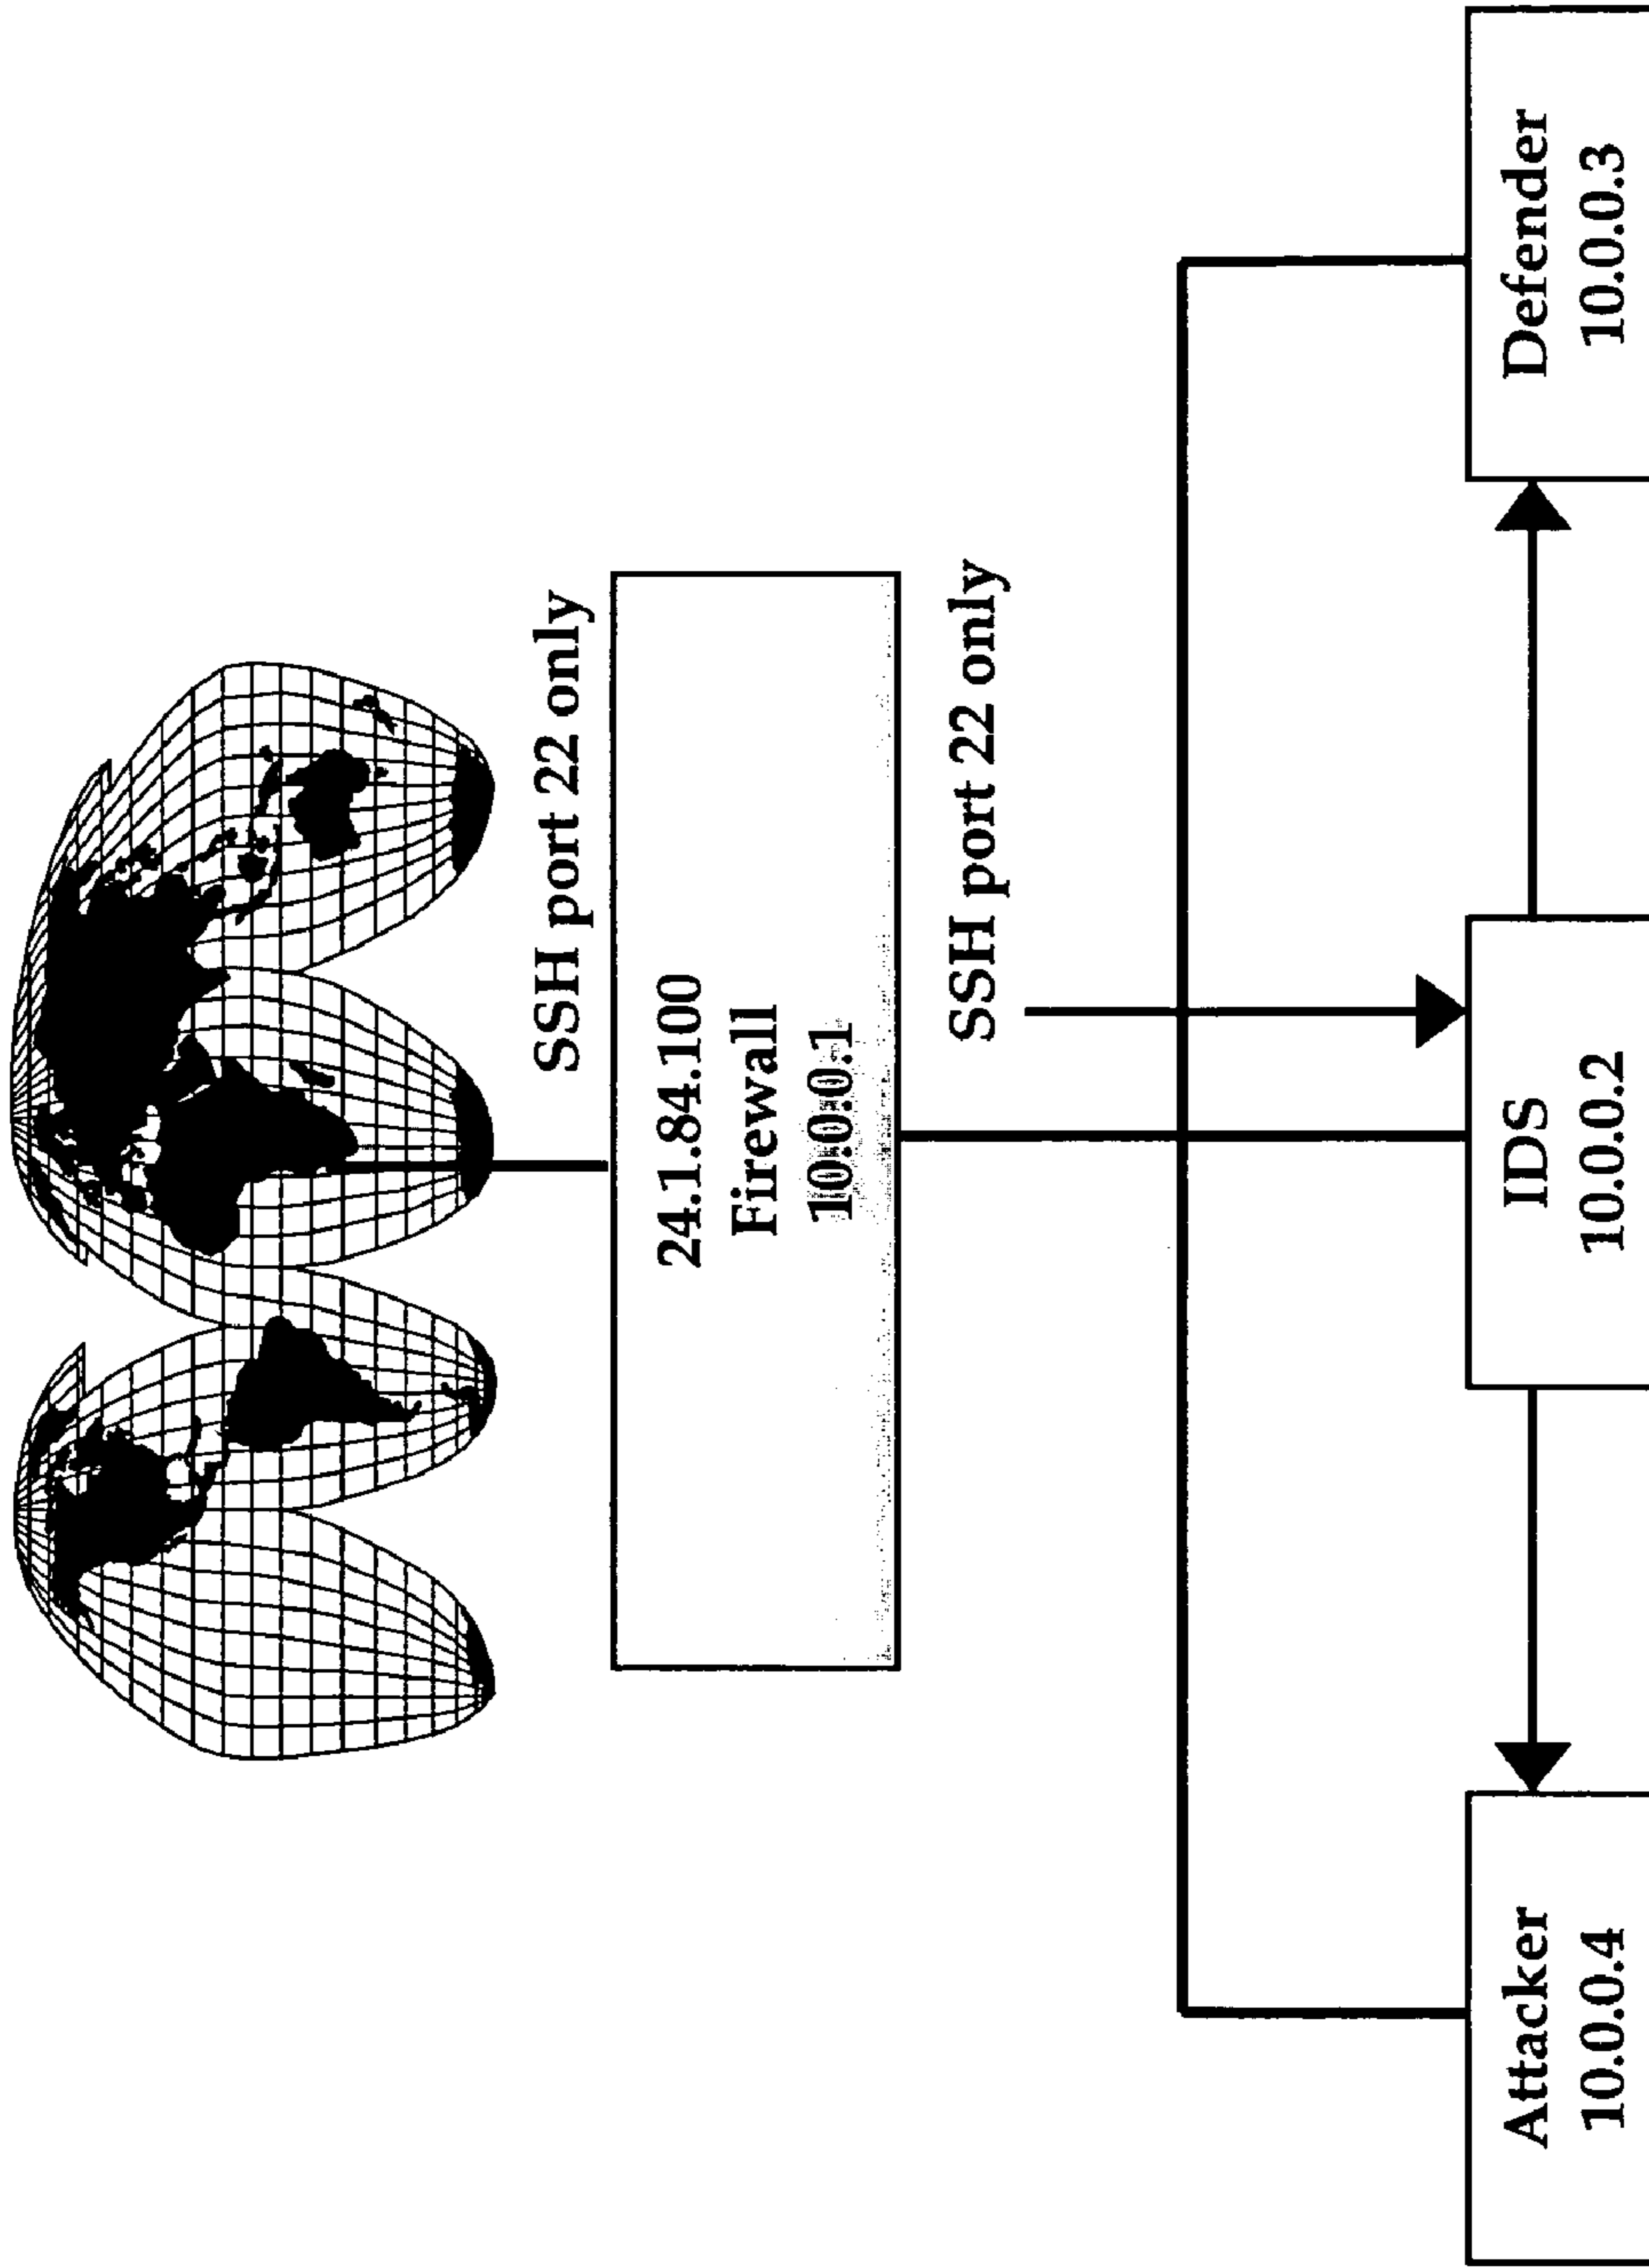 SSH port 22 only
24.1.84.100
Firewall
10.0.0.1
SSH port 22 only
Attacker
10.0.0.4
IDS
10.0.0.2
Defender
10.0.0.3